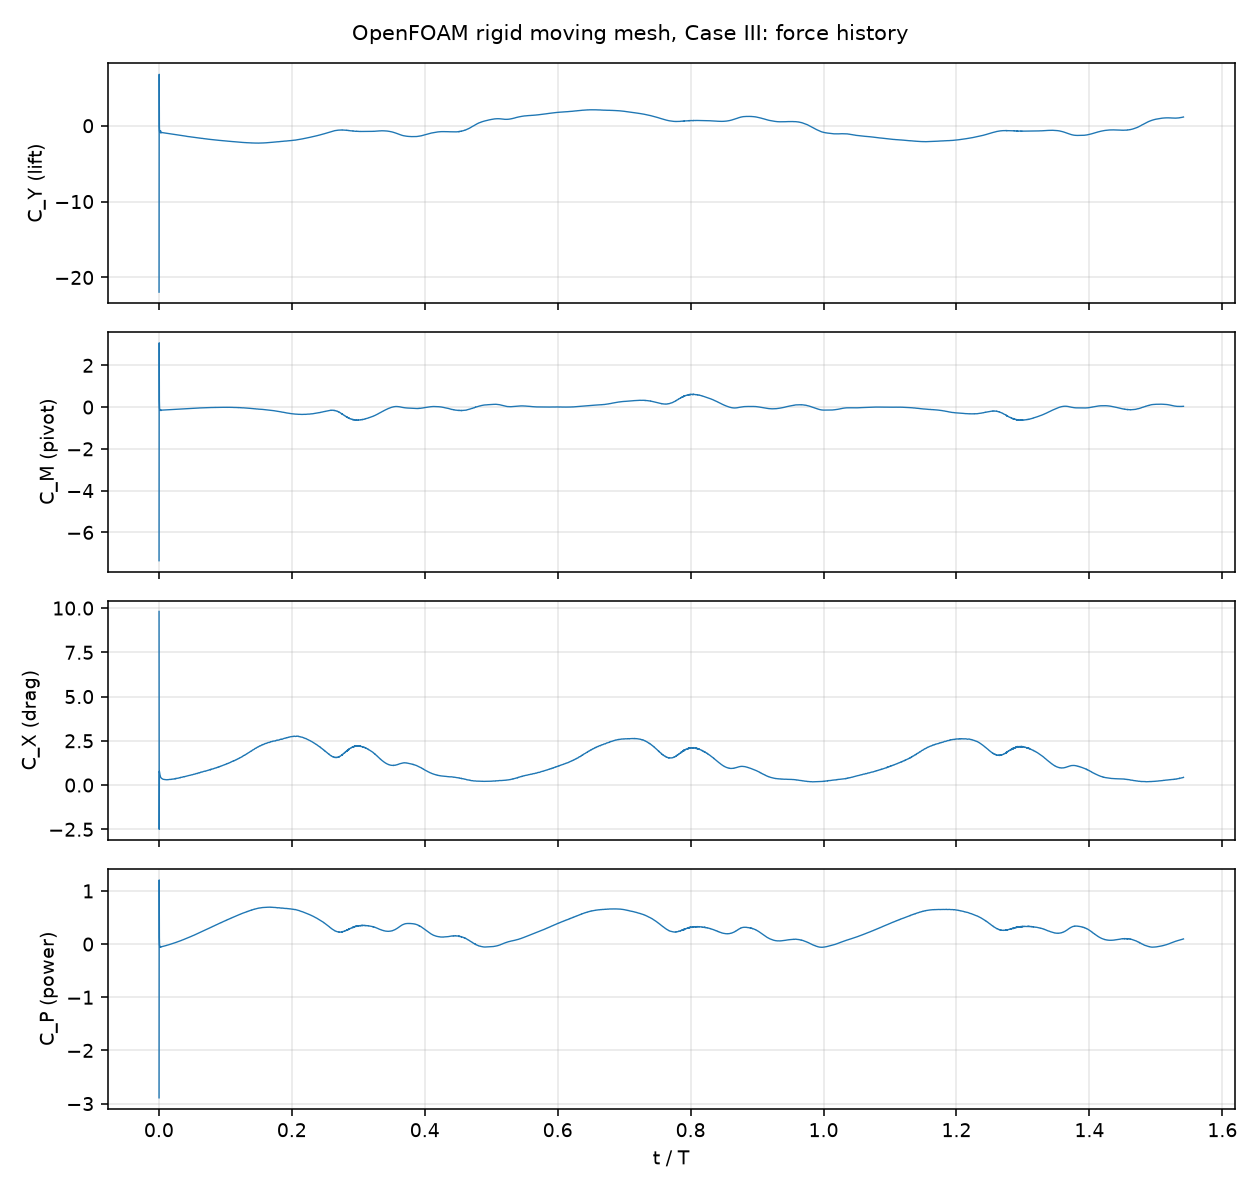 OpenFOAM rigid moving mesh, Case III: force history
C_Y (lift)
0
−10
−20
C_M (pivot)
2
0
−2
−4
−6
C_X (drag)
10.0
7.5
5.0
2.5
0.0
−2.5
C_P (power)
1
0
−1
−2
−3
0.0 0.2 0.4 0.6 0.8 1.0 1.2 1.4 1.6
t / T